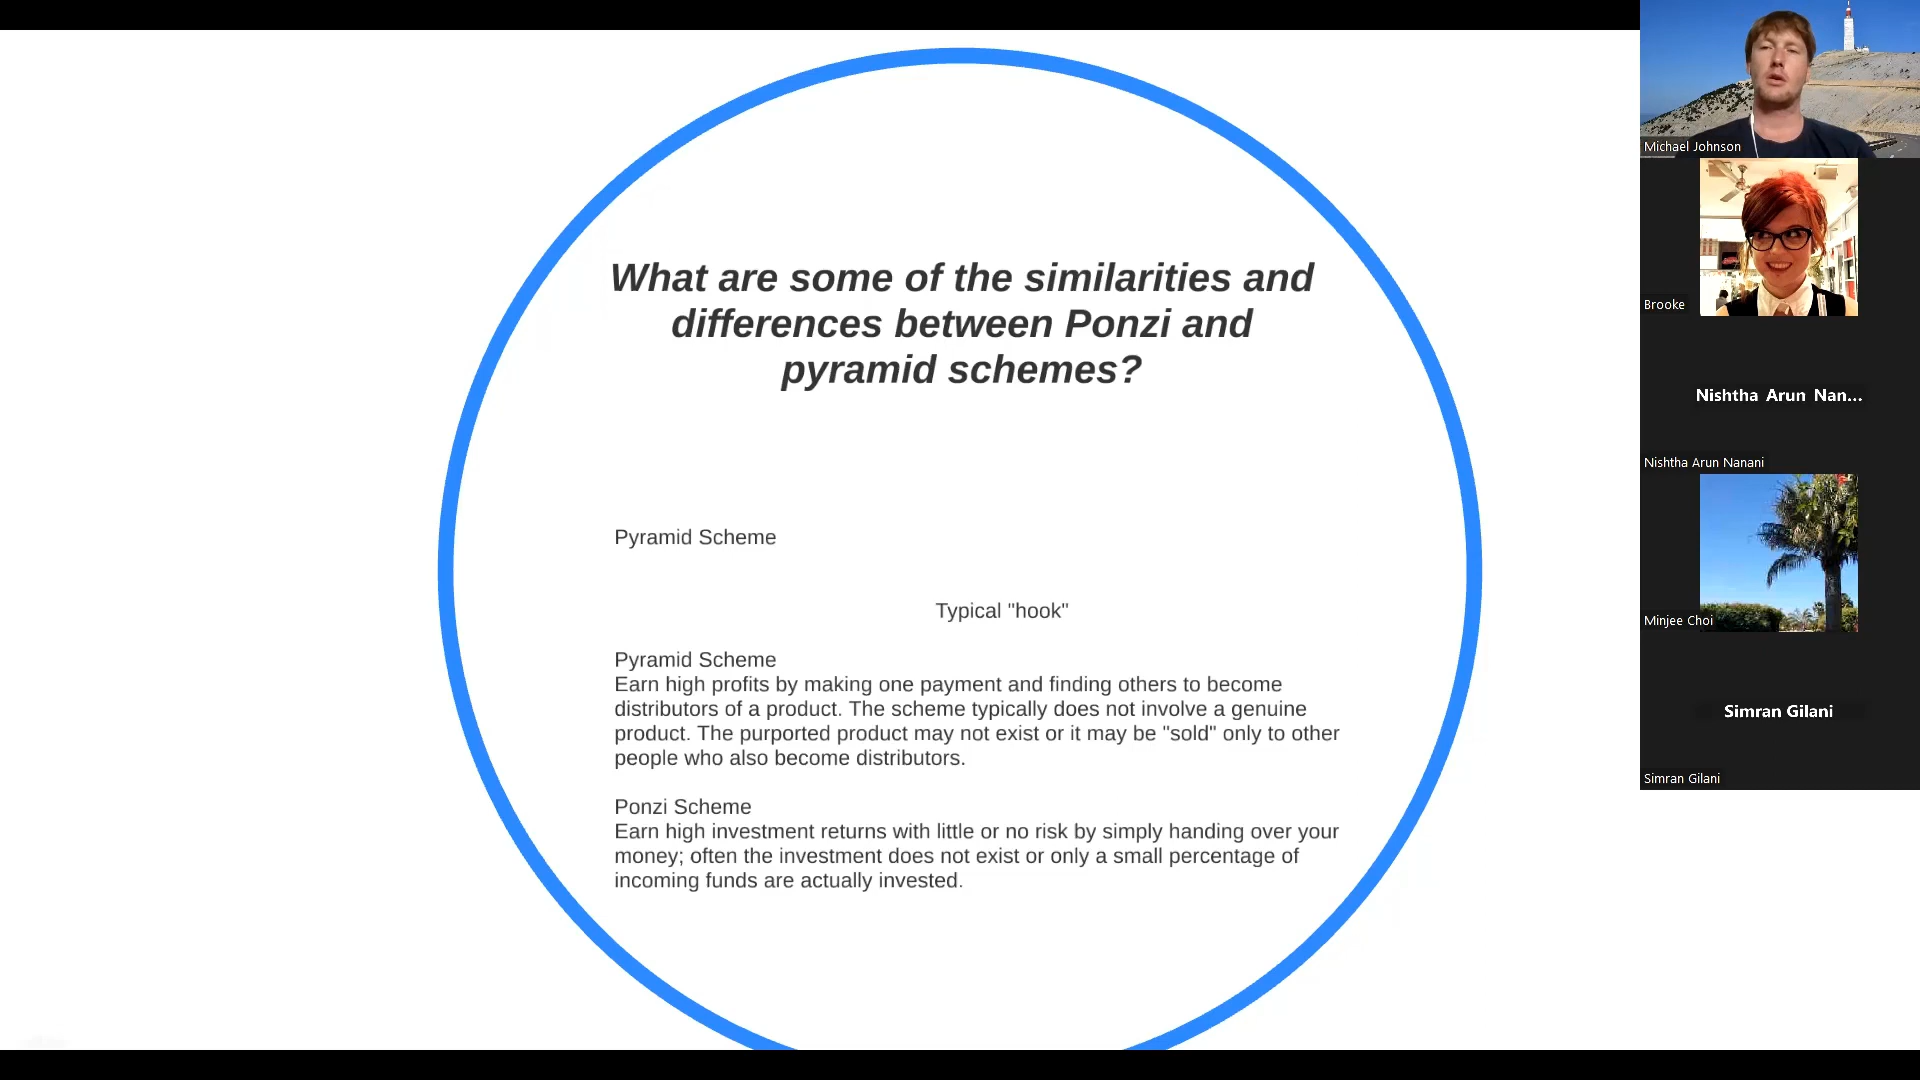 What are some of the similarities and
differences between Ponzi and
pyramid schemes?
Pyramid Scheme
Typical "hook"
Pyramid Scheme
Earn high profits by making one payment and finding others to become
distributors of a product. The scheme typically does not involve a genuine
product. The purported product may not exist or it may be "sold" only to other
people who also become distributors.
Ponzi Scheme
Earn high investment returns with little or no risk by simply handing over your
money; often the investment does not exist or only a small percentage of
incoming funds are actually invested.
Michael Johnson
Brooke
Nishtha Arun Nan...
Nishtha Arun Nanani
Minjee Choi
Simran Gilani
Simran Gilani